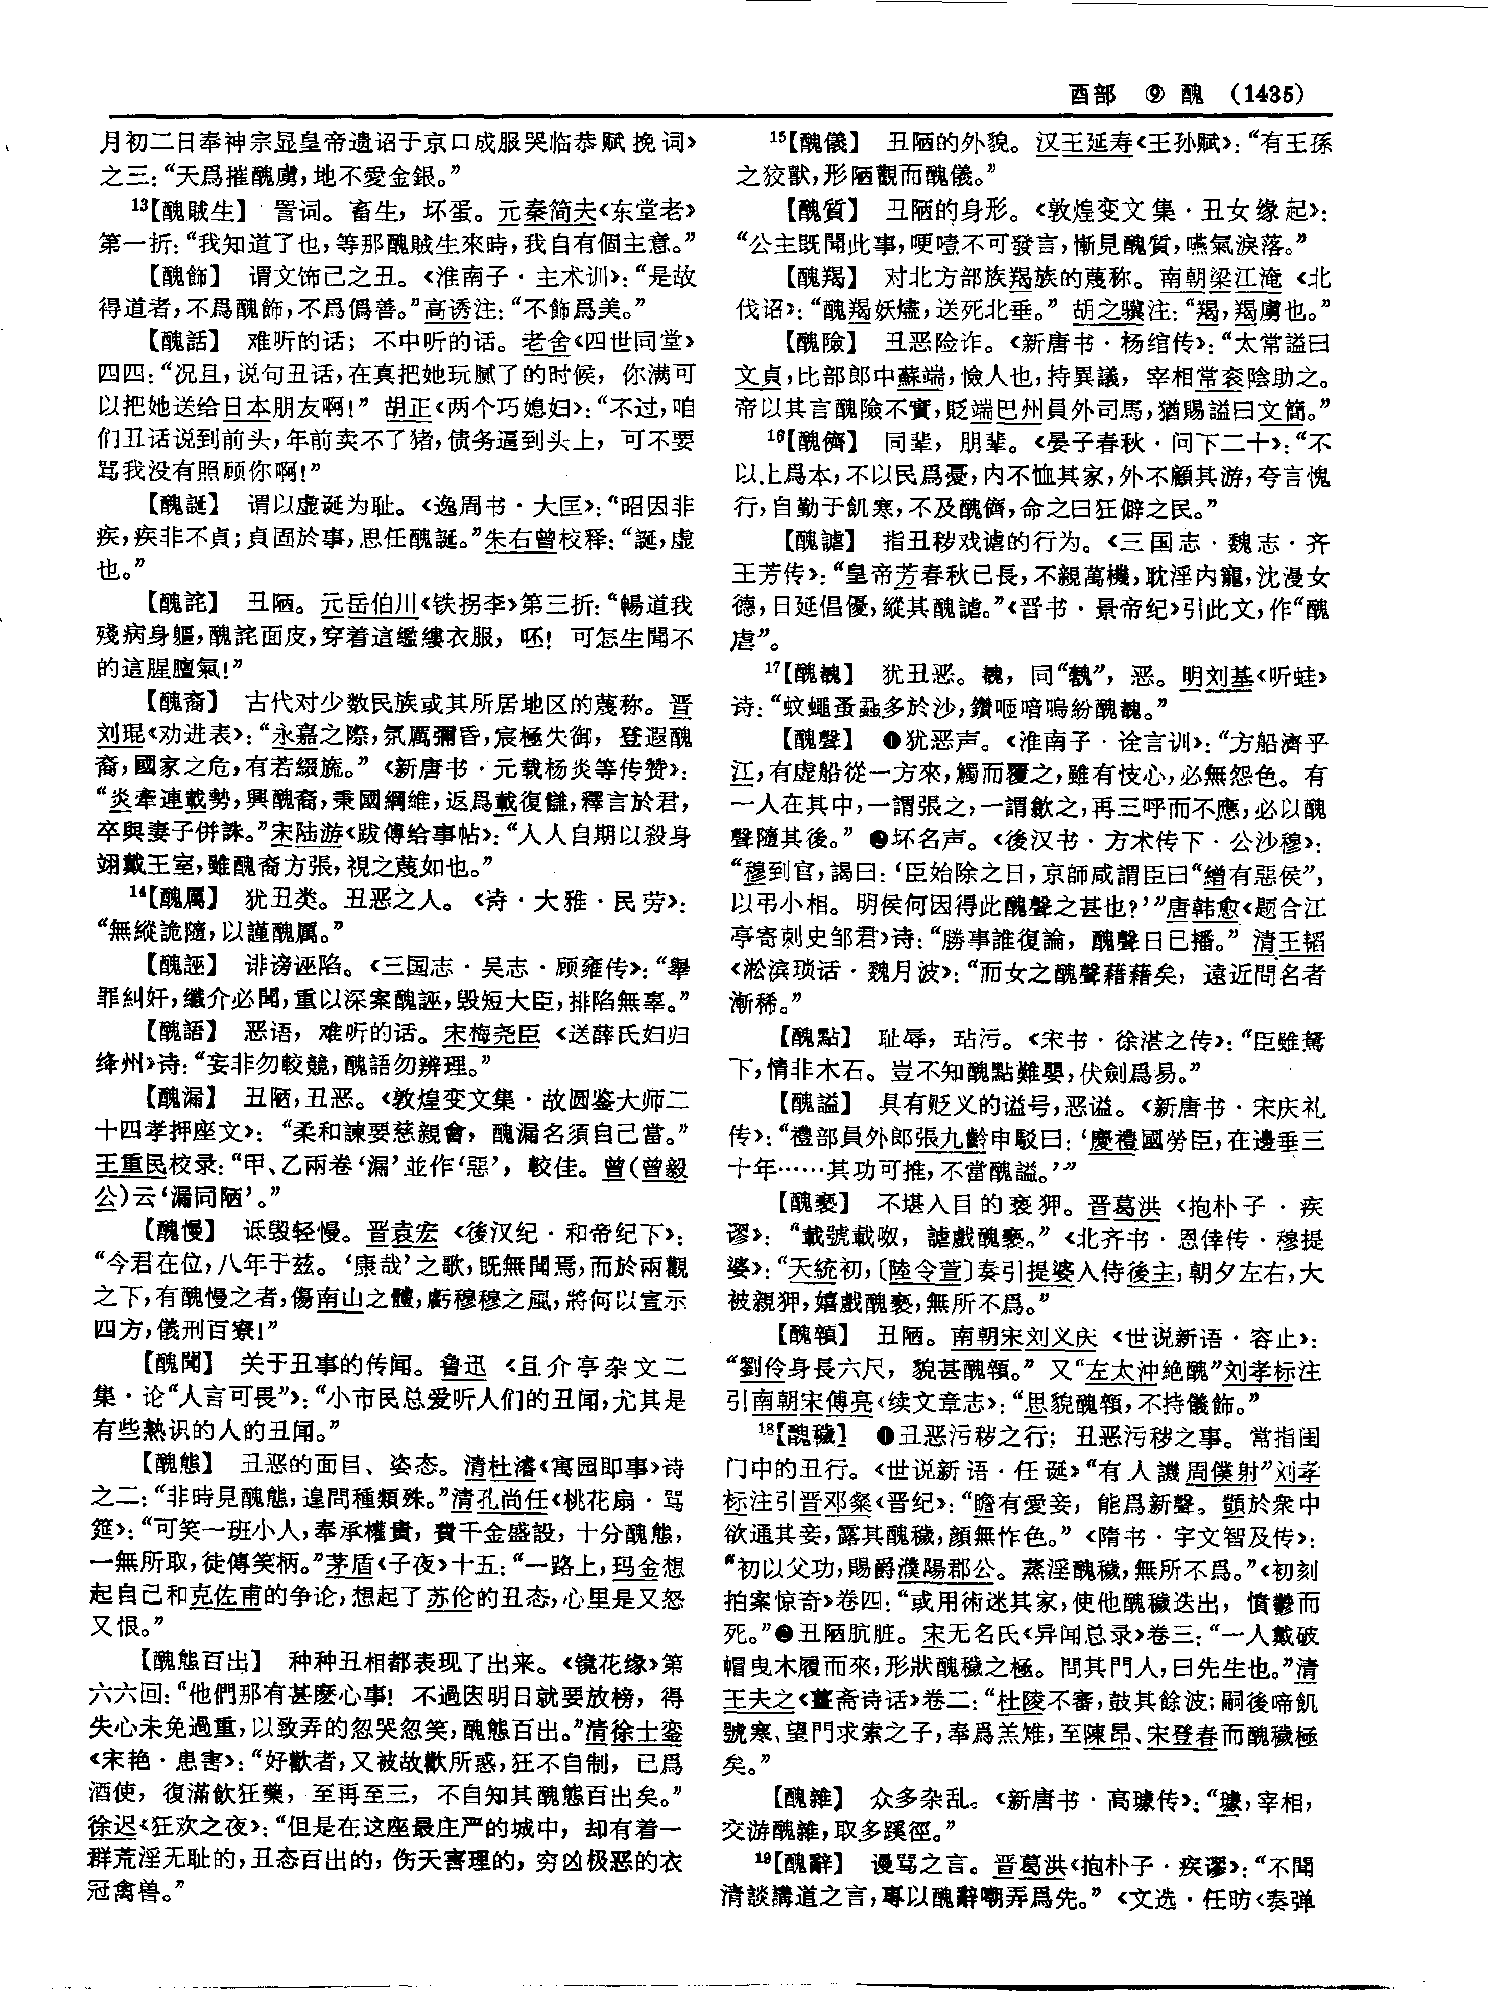 酉部　⑨　醜　(1435)
月初二日奉神宗显皇帝遗诏于京口成服哭临恭赋挽词》
之三：“天爲摧醜虜，地不愛金銀。”
13【醜賊生】 詈词。畜生，坏蛋。元秦简夫《东堂老》
第一折：“我知道了也，等那醜賊生來時，我自有個主意。”
【醜飾】 谓文饰己之丑。《淮南子·主术训》：“是故
得道者，不爲醜飾，不爲僞善。”高诱注：“不飾爲美。”
【醜話】 难听的话；不中听的话。老舍《四世同堂》
四四：“况且，说句丑话，在真把她玩腻了的时候，你满可
以把她送给日本朋友啊！” 胡正《两个巧媳妇》：“不过，咱
们丑话说到前头，年前卖不了猪，债务逼到头上，可不要
骂我没有照顾你啊！”
【醜誕】 谓以虚诞为耻。《逸周书·大匡》：“昭因非
疾，疾非不貞；貞固於事，思任醜誕。”朱右曾校释：“誕，虚
也。”
【醜詫】 丑陋。元岳伯川《铁拐李》第三折：“暢道我
殘病身軀，醜詫面皮，穿着這繿縷衣服，呸！可怎生聞不
的這腥膻氣！”
【醜裔】 古代对少数民族或其所居地区的蔑称。晋
刘琨《劝进表》：“永嘉之際，氛厲彌昏，宸極失御，登遐醜
裔，國家之危，有若綴旒。”《新唐书·元载杨炎等传赞》：
“炎牽連載勢，興醜裔，秉國綱維，返爲載復讎，釋言於君，
卒與妻子併誅。”宋陆游《跋傅给事帖》：“人人自期以殺身
翊戴王室，雖醜裔方張，視之蔑如也。”
14【醜厲】 犹丑类。丑恶之人。《诗·大雅·民劳》：
“無縱詭隨，以謹醜厲。”
【醜誣】 诽谤诬陷。《三国志·吴志·顾雍传》：“舉
罪糾奸，纖介必聞，重以深案醜誣，毁短大臣，排陷無辜。”
【醜語】 恶语，难听的话。宋梅尧臣《送薛氏妇归
绛州》诗：“妄非勿較競，醜語勿辨理。”
【醜漏】 丑陋，丑恶。《敦煌变文集·故圆鉴大师二
十四孝押座文》：“柔和諫要慈親會，醜漏名須自己當。”
王重民校录：“甲、乙兩卷‘漏’並作‘惡’，較佳。曾(曾毅
公)云‘漏同陋’。”
【醜慢】 诋毁轻慢。晋袁宏《後汉纪·和帝纪下》：
“今君在位，八年于兹。‘康哉’之歌，既無聞焉，而於兩觀
之下，有醜慢之者，傷南山之體，虧穆穆之風，將何以宣示
四方，儀刑百寮！”
【醜聞】 关于丑事的传闻。鲁迅《且介亭杂文二
集·论“人言可畏”》：“小市民总爱听人们的丑闻，尤其是
有些熟识的人的丑闻。”
【醜態】 丑恶的面目、姿态。清杜濬《寓园即事》诗
之二：“非時見醜態，遑問種類殊。”清孔尚任《桃花扇·骂
筵》：“可笑一班小人，奉承權貴，費千金盛設，十分醜態，
一無所取，徒傳笑柄。”茅盾《子夜》十五：“一路上，玛金想
起自己和克佐甫的争论，想起了苏伦的丑态，心里是又怒
又恨。”
【醜態百出】 种种丑相都表现了出来。《镜花缘》第
六六回：“他們那有甚麽心事！不過因明日就要放榜，得
失心未免過重，以致弄的忽哭忽笑，醜態百出。”清徐士銮
《宋艳·患害》：“好歡者，又被故歡所惑，狂不自制，已爲
酒使，復滿飲狂藥，至再至三，不自知其醜態百出矣。”
徐迟《狂欢之夜》：“但是在这座最庄严的城中，却有着一
群荒淫无耻的，丑态百出的，伤天害理的，穷凶极恶的衣
冠禽兽。”
15【醜儀】 丑陋的外貌。汉王延寿《王孙赋》：“有王孫
之狡獸，形陋觀而醜儀。”
【醜質】 丑陋的身形。《敦煌变文集·丑女缘起》：
“公主既聞此事，哽噎不可發言，慚見醜質，嚥氣淚落。”
【醜羯】 对北方部族羯族的蔑称。南朝梁江淹《北
伐诏》：“醜羯妖燼，送死北垂。” 胡之骥注：“羯，羯虜也。”
【醜險】 丑恶险诈。《新唐书·杨绾传》：“太常謚曰
文貞，比部郎中蘇端，憸人也，持異議，宰相常衮陰助之。
帝以其言醜險不實，貶端巴州員外司馬，猶賜謚曰文簡。”
16【醜儕】 同辈，朋辈。《晏子春秋·问下二十》：“不
以上爲本，不以民爲憂，内不恤其家，外不顧其游，夸言愧
行，自勤于飢寒，不及醜儕，命之曰狂僻之民。”
【醜謔】 指丑秽戏谑的行为。《三国志·魏志·齐
王芳传》：“皇帝芳春秋已長，不親萬機，耽淫内寵，沈漫女
德，日延倡優，縱其醜謔。”《晋书·景帝纪》引此文，作“醜
虐”。
17【醜䰩】 犹丑恶。䰩，同“魗”，恶。明刘基《听蛙》
诗：“蚊蠅蚤蝨多於沙，鑽咂喑嗚紛醜䰩。”
【醜聲】 ❶犹恶声。《淮南子·诠言训》：“方船濟乎
江，有虚船從一方來，觸而覆之，雖有忮心，必無怨色。有
一人在其中，一謂張之，一謂歙之，再三呼而不應，必以醜
聲隨其後。” ❷坏名声。《後汉书·方术传下·公沙穆》：
“穆到官，謁曰：‘臣始除之日，京師咸謂臣曰“繒有惡侯”，
以弔小相。明侯何因得此醜聲之甚也？’”唐韩愈《题合江
亭寄刺史邹君》诗：“勝事誰復論，醜聲日已播。” 清王韬
《淞滨琐话·魏月波》：“而女之醜聲藉藉矣，遠近問名者
漸稀。”
【醜點】 耻辱，玷污。《宋书·徐湛之传》：“臣雖駑
下，情非木石。豈不知醜點難嬰，伏劍爲易。”
【醜謚】 具有贬义的谥号，恶谥。《新唐书·宋庆礼
传》：“禮部員外郎張九齡申駁曰：‘慶禮國勞臣，在邊垂三
十年……其功可推，不當醜謚。’”
【醜褻】 不堪入目的亵狎。晋葛洪《抱朴子·疾
谬》：“載號載呶，謔戲醜褻。”《北齐书·恩倖传·穆提
婆》：“天統初，〔陸令萱〕奏引提婆入侍後主，朝夕左右，大
被親狎，嬉戲醜褻，無所不爲。”
【醜顇】 丑陋。南朝宋刘义庆《世说新语·容止》：
“劉伶身長六尺，貌甚醜顇。” 又“左太沖絶醜”刘孝标注
引南朝宋傅亮《续文章志》：“思貌醜顇，不持儀飾。”
18【醜穢】 ❶丑恶污秽之行；丑恶污秽之事。常指闺
门中的丑行。《世说新语·任诞》“有人譏周僕射”刘孝
标注引晋邓粲《晋纪》：“瞻有愛妾，能爲新聲。顗於衆中
欲通其妾，露其醜穢，顔無怍色。”《隋书·宇文智及传》：
“初以父功，賜爵濮陽郡公。蒸淫醜穢，無所不爲。”《初刻
拍案惊奇》卷四：“或用術迷其家，使他醜穢迭出，憤鬱而
死。”❷丑陋肮脏。宋无名氏《异闻总录》卷三：“一人戴破
帽曳木履而來，形狀醜穢之極。問其門人，曰先生也。”清
王夫之《薑斋诗话》卷二：“杜陵不審，鼓其餘波；嗣後啼飢
號寒、望門求索之子，奉爲羔雉，至陳昂、宋登春而醜穢極
矣。”
【醜雜】 众多杂乱。《新唐书·高璩传》：“璩，宰相，
交游醜雜，取多蹊徑。”
19【醜辭】 谩骂之言。晋葛洪《抱朴子·疾谬》：“不聞
清談講道之言，專以醜辭嘲弄爲先。”《文选·任昉〈奏弹